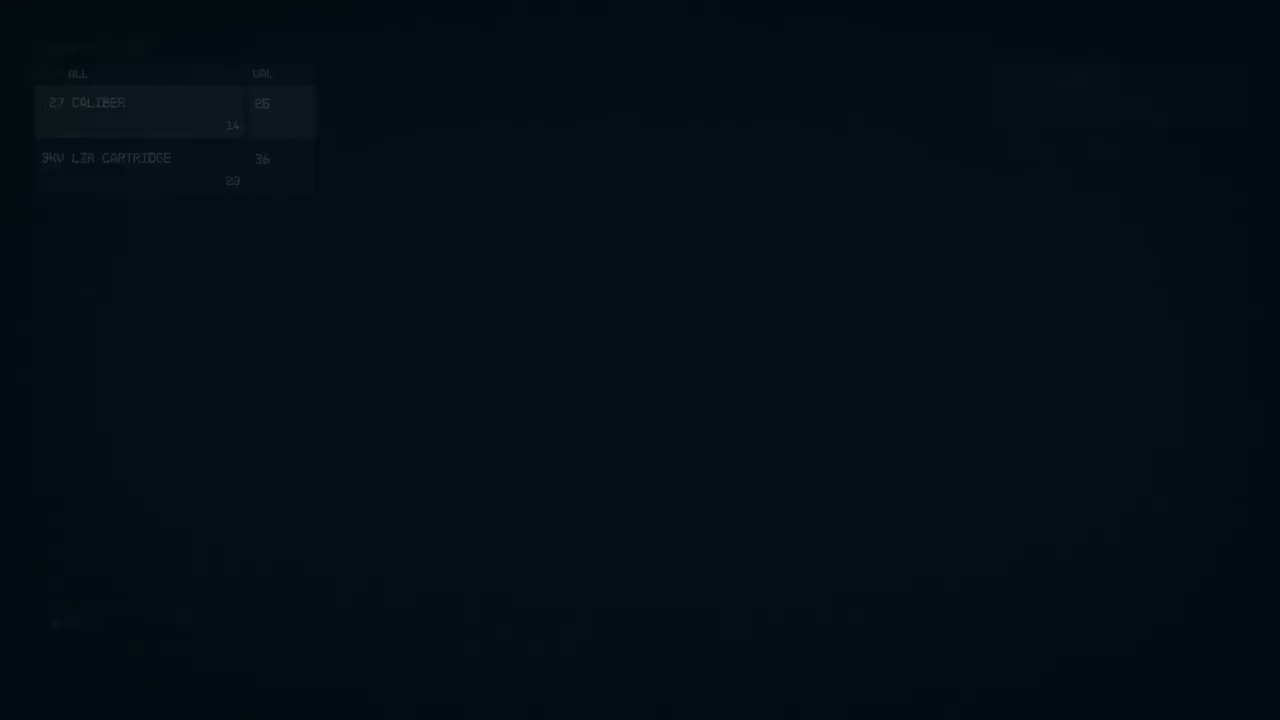 ALL VAL
.27 CALIBER 25
14
3KV LZR CARTRIDGE 36
23